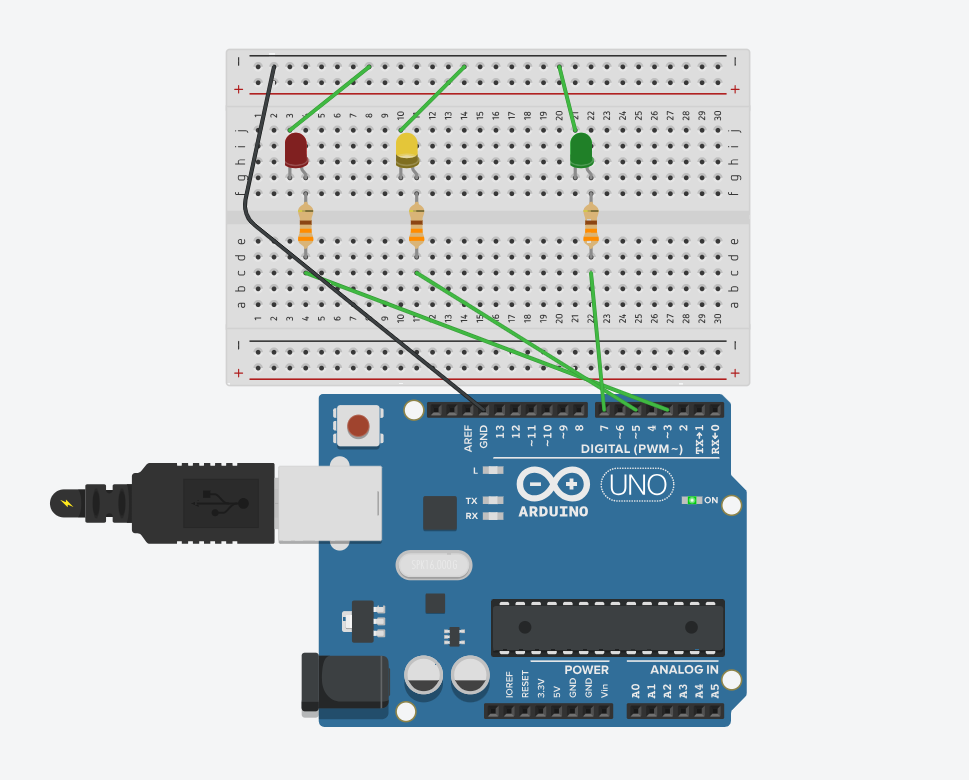 − −
+ +
1 2 3 4 5 6 7 8 9 10 11 12 13 14 15 16 17 18 19 20 21 22 23 24 25 26 27 28 29 30
j j
i i
h h
g g
f f
e e
d d
c c
b b
a a
1 2 3 4 5 6 7 8 9 10 11 12 13 14 15 16 17 18 19 20 21 22 23 24 25 26 27 28 29 30
− −
+ +
AREF GND 13 12 ~11 ~10 ~9 8 7 ~6 ~5 4 ~3 2 TX→1 RX←0
DIGITAL (PWM~)
L
TX
RX
UNO
ON
ARDUINO
POWER
ANALOG IN
IOREF RESET 3.3V 5V GND GND Vin A0 A1 A2 A3 A4 A5